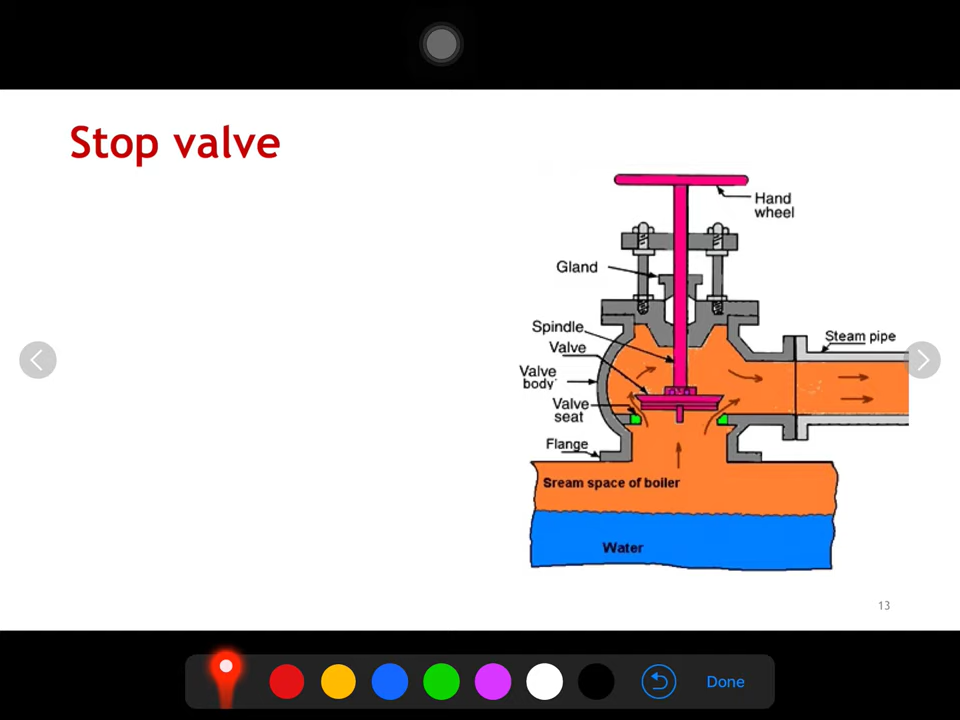 Stop valve
Hand
wheel
Gland
Spindle
Steam pipe
Valve
Valve
body
Valve
seat
Flange
Sream space of boiler
Water
13
Done